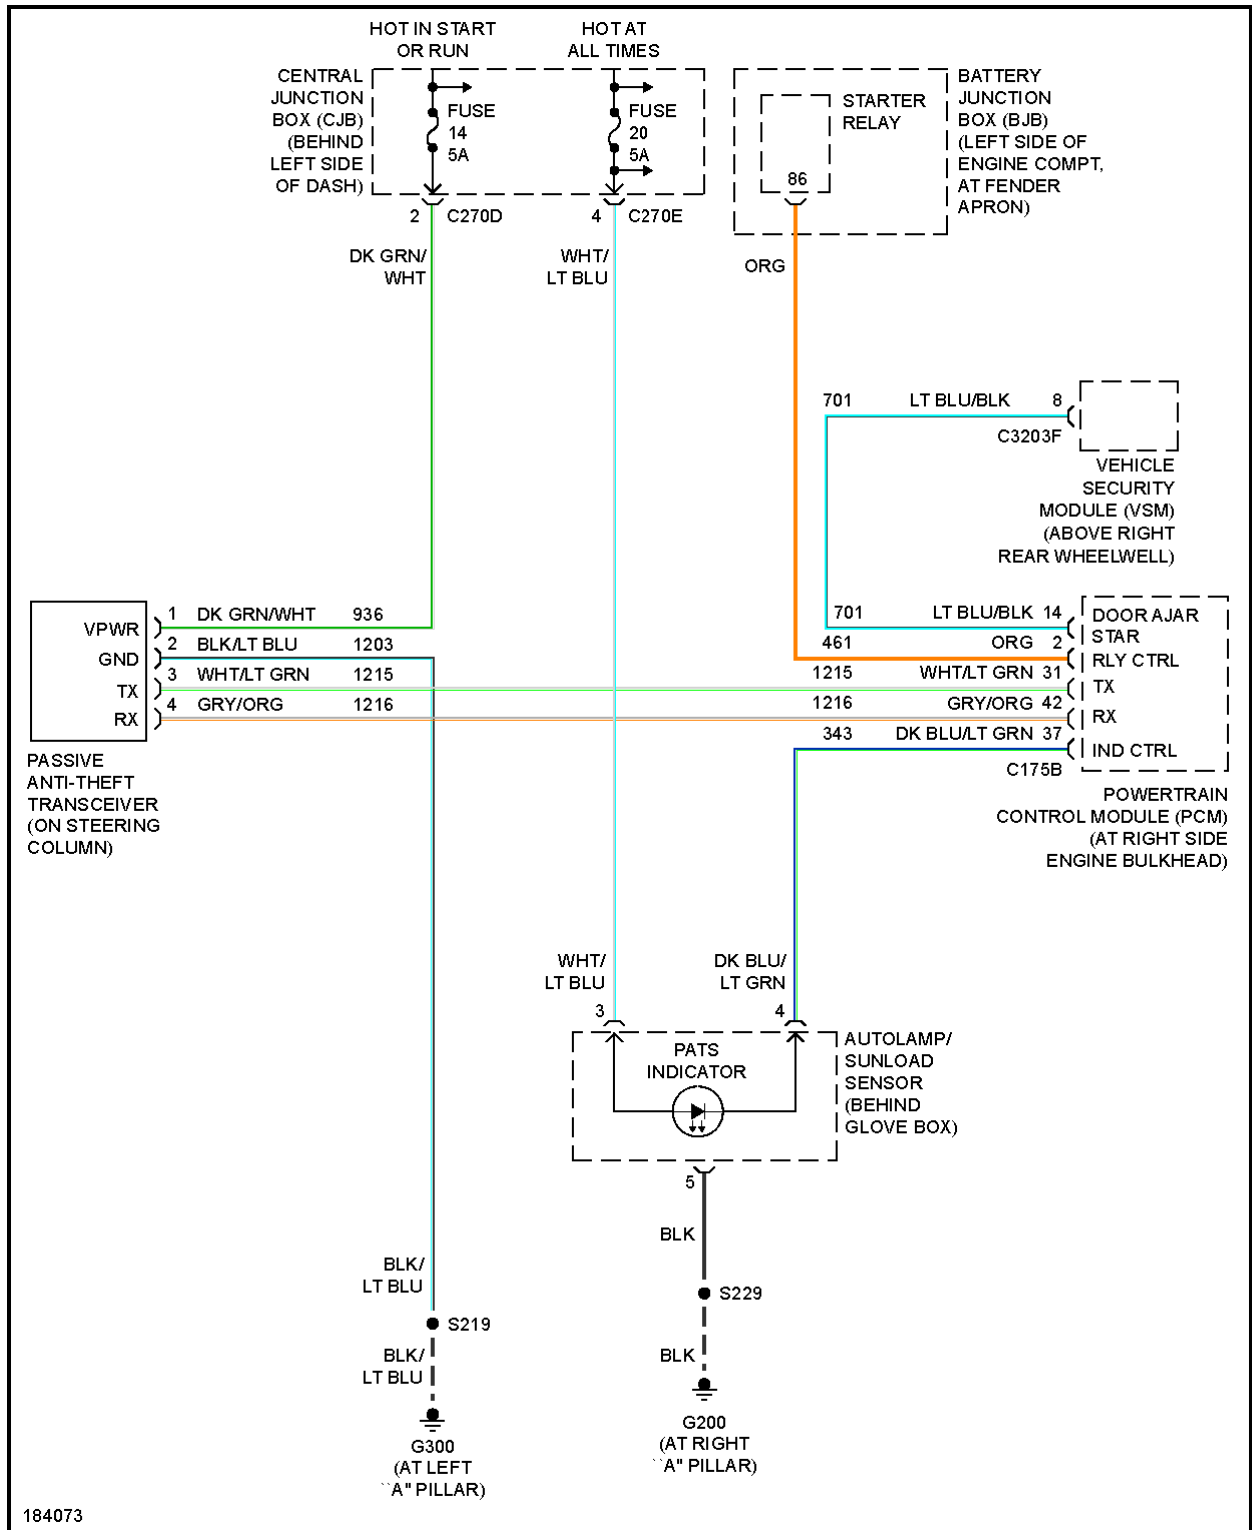 HOT IN START
OR RUN
HOT AT
ALL TIMES
CENTRAL
JUNCTION
BOX (CJB)
(BEHIND
LEFT SIDE
OF DASH)
FUSE
14
5A
FUSE
20
5A
STARTER
RELAY
86
BATTERY
JUNCTION
BOX (BJB)
(LEFT SIDE OF
ENGINE COMPT,
AT FENDER
APRON)
2 C270D
4 C270E
DK GRN/
WHT
WHT/
LT BLU
ORG
701 LT BLU/BLK 8
C3203F
VEHICLE
SECURITY
MODULE (VSM)
(ABOVE RIGHT
REAR WHEELWELL)
VPWR
GND
TX
RX
1 DK GRN/WHT 936
2 BLK/LT BLU 1203
3 WHT/LT GRN 1215
4 GRY/ORG 1216
PASSIVE
ANTI-THEFT
TRANSCEIVER
(ON STEERING
COLUMN)
701 LT BLU/BLK 14
461 ORG 2
1215 WHT/LT GRN 31
1216 GRY/ORG 42
343 DK BLU/LT GRN 37
C175B
DOOR AJAR
STAR
RLY CTRL
TX
RX
IND CTRL
POWERTRAIN
CONTROL MODULE (PCM)
(AT RIGHT SIDE
ENGINE BULKHEAD)
WHT/
LT BLU
3
DK BLU/
LT GRN
4
PATS
INDICATOR
AUTOLAMP/
SUNLOAD
SENSOR
(BEHIND
GLOVE BOX)
5
BLK
S229
BLK
G200
(AT RIGHT
``A" PILLAR)
BLK/
LT BLU
S219
BLK/
LT BLU
G300
(AT LEFT
``A" PILLAR)
184073